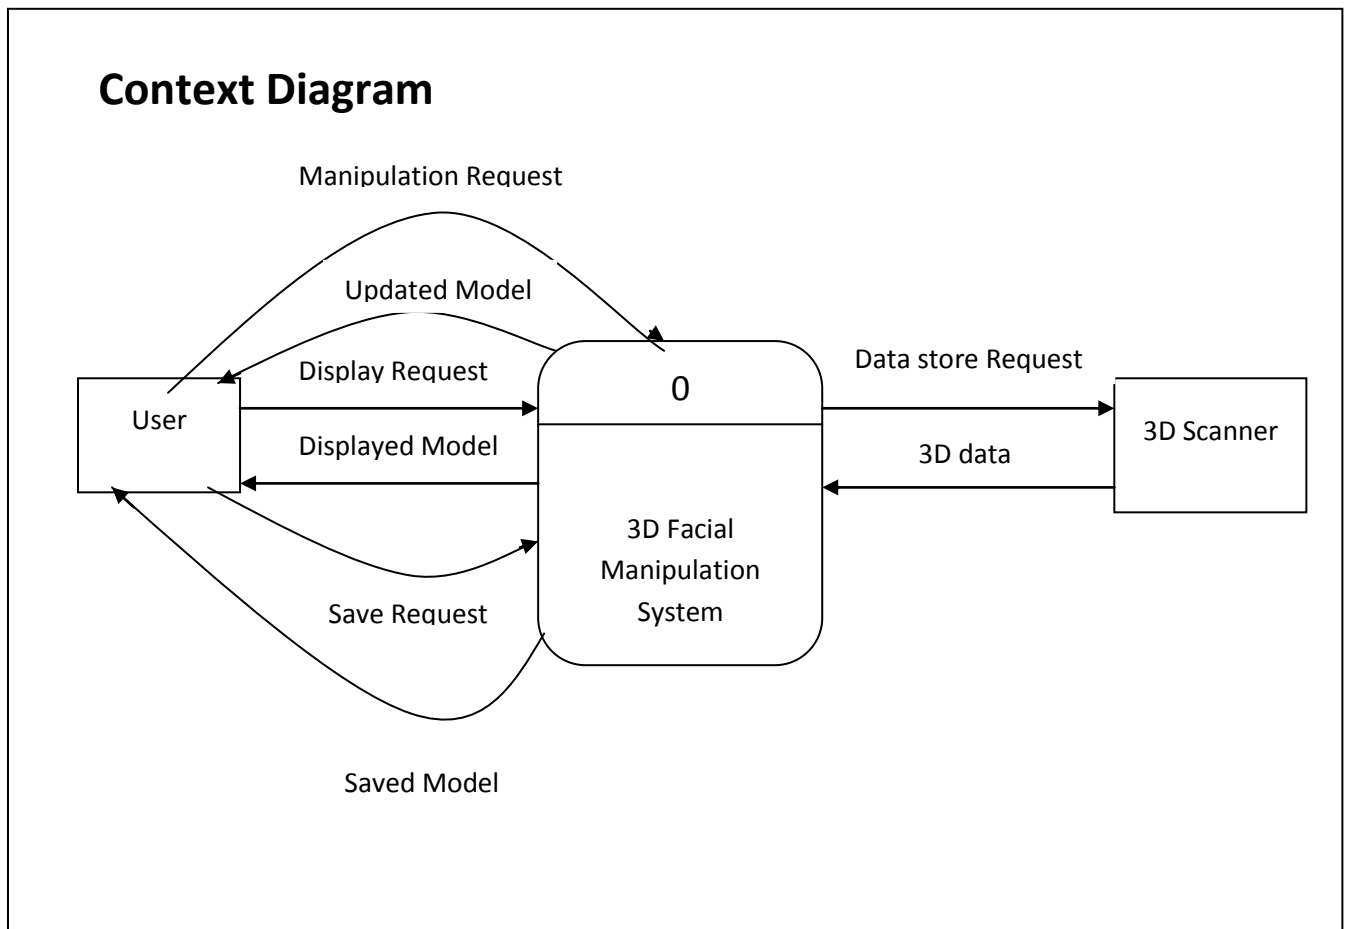 Context Diagram
Manipulation Request
Updated Model
Display Request
Data store Request
0
User
3D Scanner
Displayed Model
3D data
3D Facial
Manipulation
System
Save Request
Saved Model